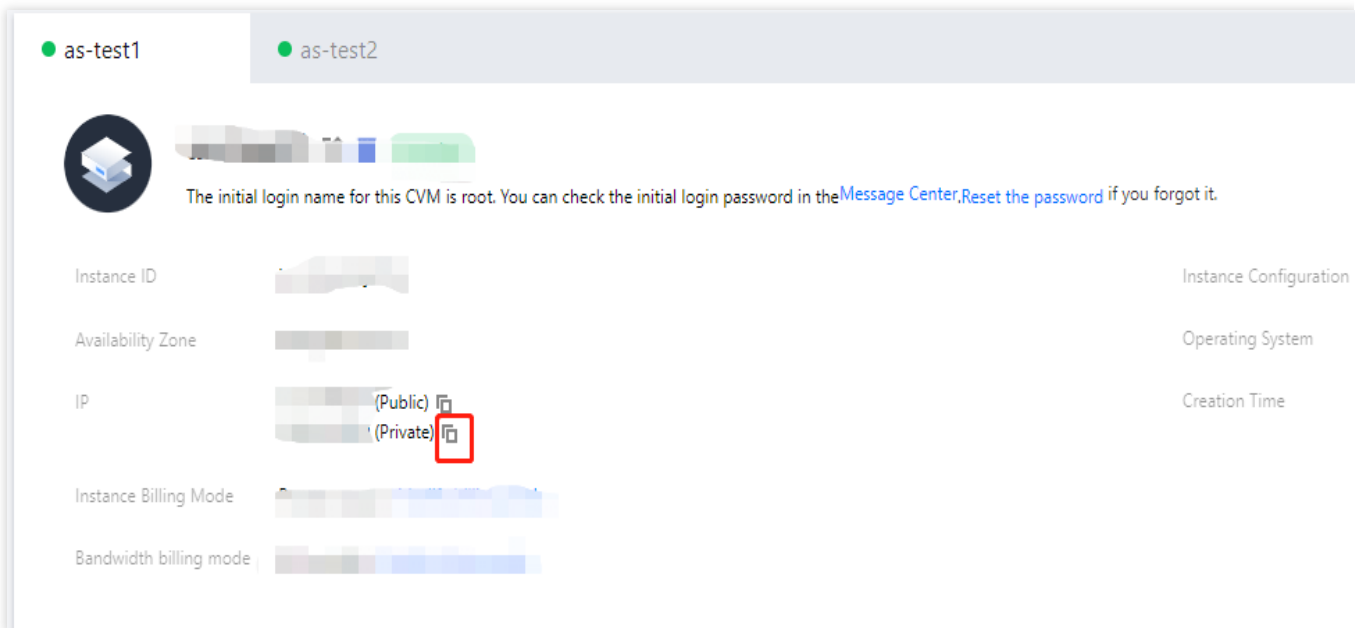 as-test1
as-test2
The initial login name for this CVM is root. You can check the initial login password in the Message Center.Reset the password if you forgot it.
Instance ID
Instance Configuration
Availability Zone
Operating System
IP
(Public)
Creation Time
(Private)
Instance Billing Mode
Bandwidth billing mode